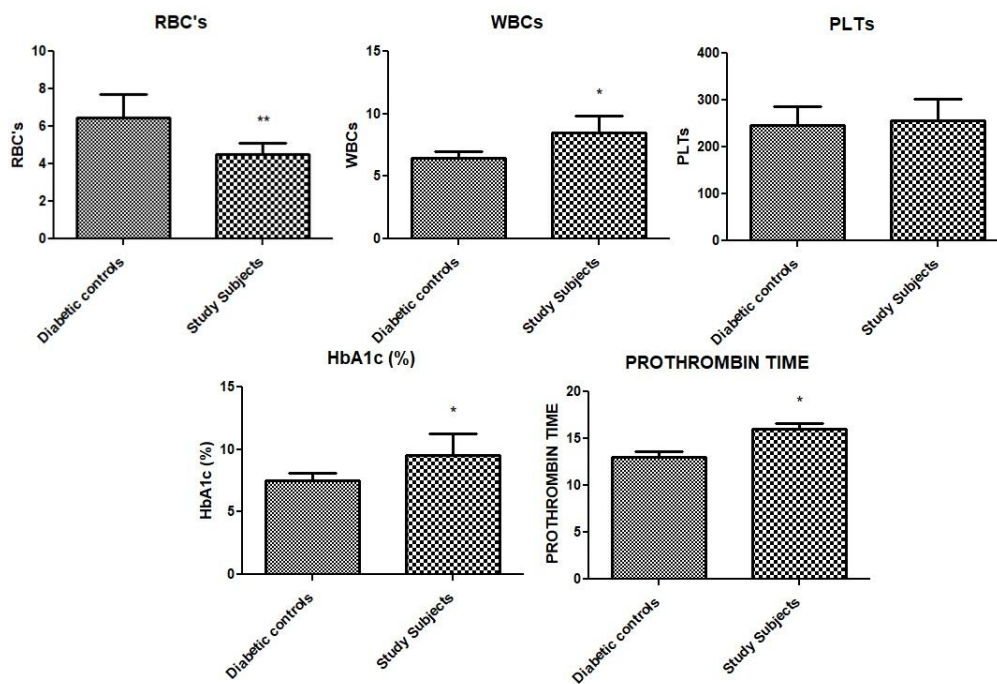 RBC's
RBC's
10
8
6
4
2
0
**
Diabetic controls
Study Subjects
WBCs
WBCs
15
10
5
0
*
Diabetic controls
Study Subjects
PLTs
PLTs
400
300
200
100
0
Diabetic controls
Study Subjects
HbA1c (%)
HbA1c (%)
15
10
5
0
*
Diabetic controls
Study Subjects
PROTHROMBIN TIME
PROTHROMBIN TIME
20
15
10
5
0
*
Diabetic controls
Study Subjects